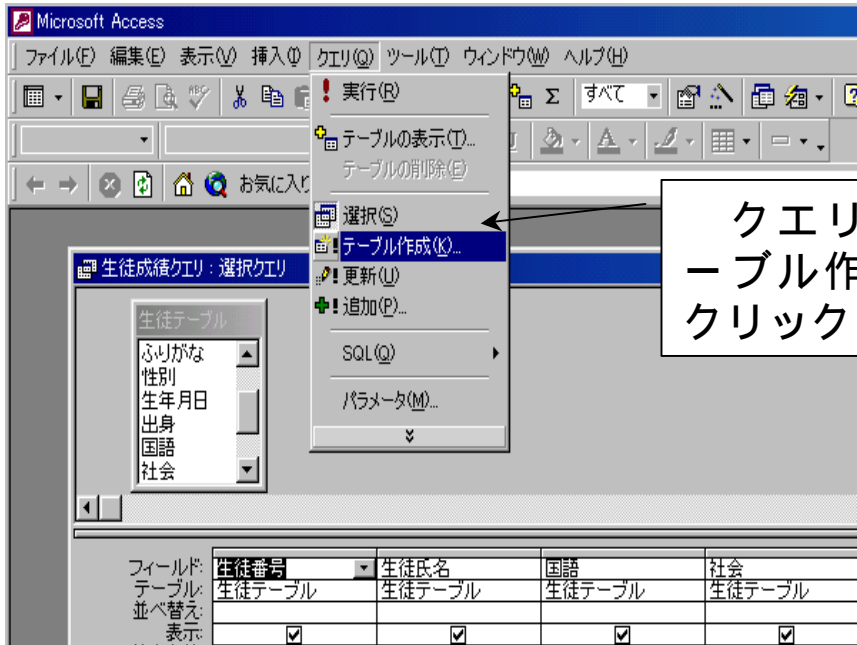 Microsoft Access
ファイル(F) 編集(E) 表示(V) 挿入(I) クエリ(Q) ツール(T) ウィンドウ(W) ヘルプ(H)
実行(R)
すべて
テーブルの表示(T)...
テーブルの削除(E)
お気に入り
選択(S)
テーブル作成(K)...
更新(U)
追加(P)...
SQL(Q)
パラメータ(M)...
クエリ
ーブル作
クリック
生徒成績クエリ : 選択クエリ
生徒テーブル
ふりがな
性別
生年月日
出身
国語
社会
フィールド: 生徒番号 生徒氏名 国語 社会
テーブル: 生徒テーブル 生徒テーブル 生徒テーブル 生徒テーブル
並べ替え:
表示: